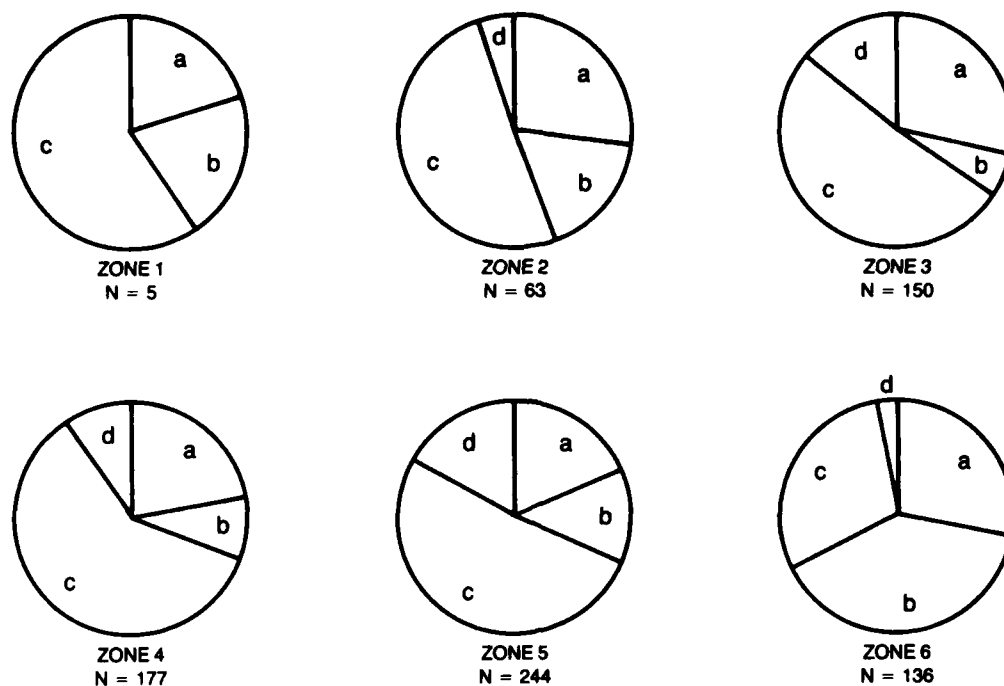 a
b
c
ZONE 1
N = 5
d
a
b
c
ZONE 2
N = 63
d
a
b
c
ZONE 3
N = 150
d
a
b
c
ZONE 4
N = 177
d
a
b
c
ZONE 5
N = 244
d
a
c
b
ZONE 6
N = 136